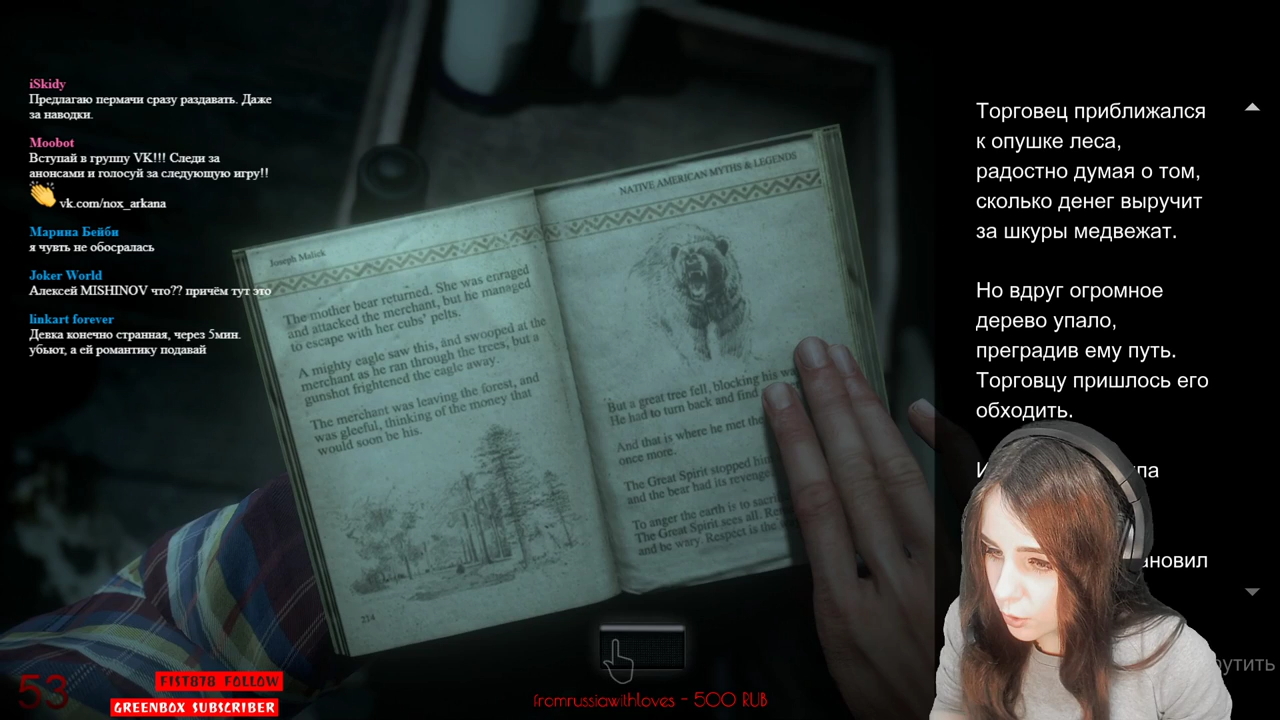 iSkidy
Предлагаю пермачи сразу раздавать. Даже
за наводки.
Moobot
Вступай в группу VK!!! Следи за
анонсами и голосуй за следующую игру!!
vk.com/nox_arkana
Марина Бейби
я чувть не обосралась
Joker World
Алексей MISHINOV что?? причём тут это
linkart forever
Девка конечно странная, через 5мин.
убьют, а ей романтику подавай
Joseph Malick
The mother bear returned. She was enraged
and attacked the merchant, but he managed
to escape with her cubs' pelts.
A mighty eagle saw this, and swooped at the
merchant as he ran through the trees, but a
gunshot frightened the eagle away.
The merchant was leaving the forest, and
was gleeful, thinking of the money that
would soon be his.
214
NATIVE AMERICAN MYTHS & LEGENDS
But a great tree fell, blocking his
He had to turn back and find
And that is where he met the
once more.
The Great Spirit stopped him
and the bear had its revenge
To anger the earth is to
The Great Spirit sees all.
and be wary. Respect is the
Торговец приближался
к опушке леса,
радостно думая о том,
сколько денег выручит
за шкуры медвежат.
Но вдруг огромное
дерево упало,
преградив ему путь.
Торговцу пришлось его
обходить.
53
FIST878 FOLLOW
GREENBOX SUBSCRIBER
fromrussiawithloves - 500 RUB